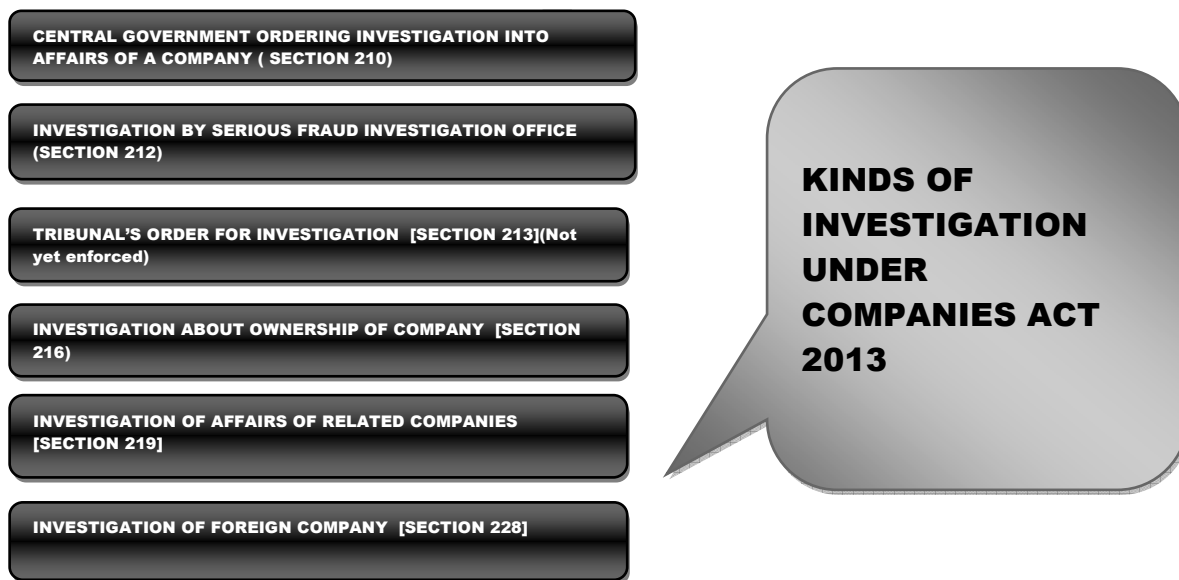 CENTRAL GOVERNMENT ORDERING INVESTIGATION INTO
AFFAIRS OF A COMPANY ( SECTION 210)
INVESTIGATION BY SERIOUS FRAUD INVESTIGATION OFFICE
(SECTION 212)
TRIBUNAL’S ORDER FOR INVESTIGATION [SECTION 213](Not
yet enforced)
INVESTIGATION ABOUT OWNERSHIP OF COMPANY [SECTION
216)
INVESTIGATION OF AFFAIRS OF RELATED COMPANIES
[SECTION 219]
INVESTIGATION OF FOREIGN COMPANY [SECTION 228]
KINDS OF
INVESTIGATION
UNDER
COMPANIES ACT
2013